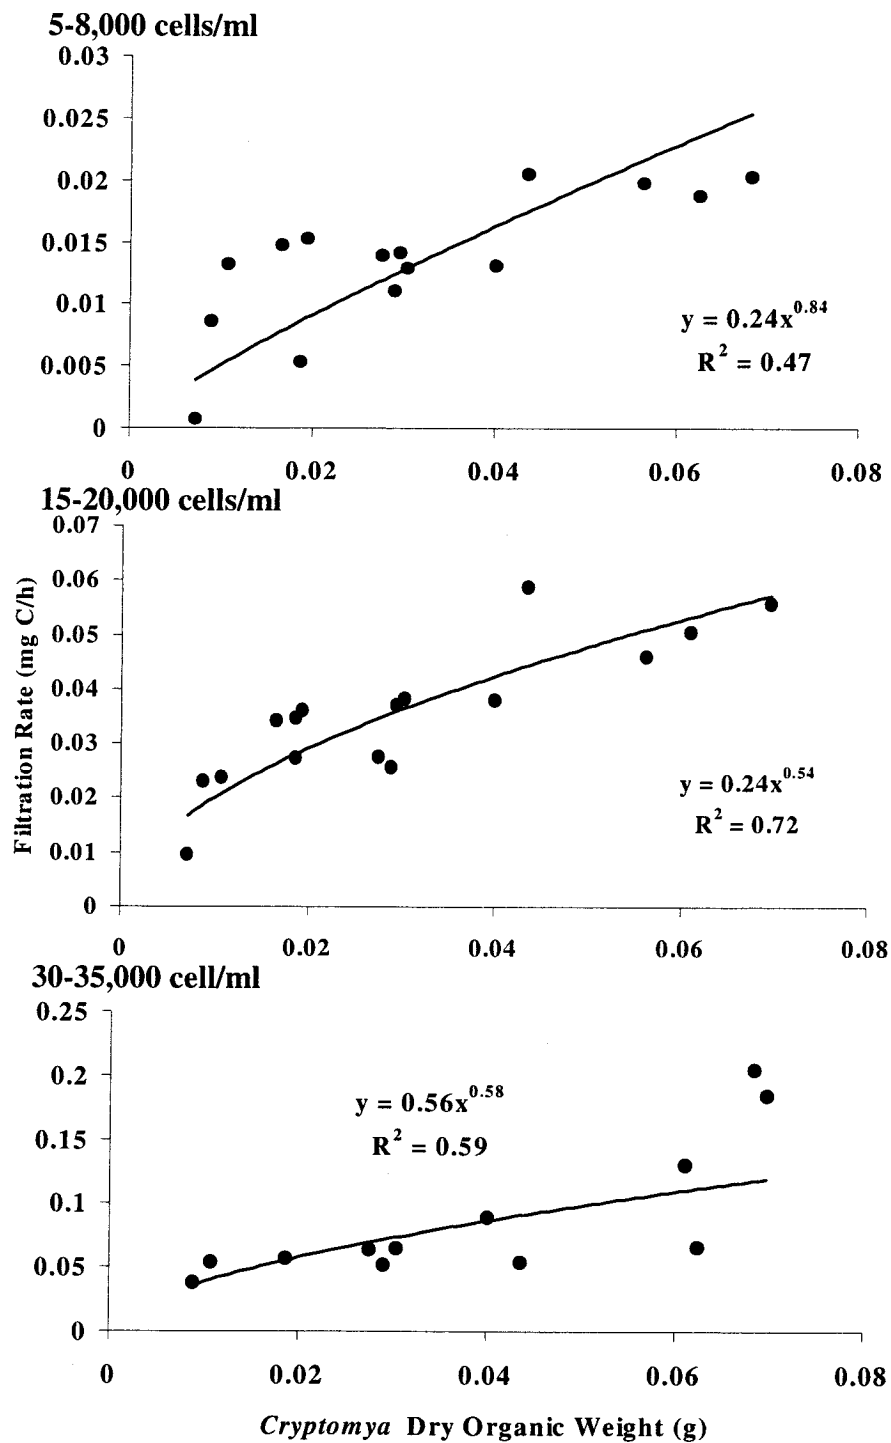 5-8,000 cells/ml
0.03
0.025
0.02
0.015
0.01
0.005
0
y = 0.24x^0.84
R^2 = 0.47
0 0.02 0.04 0.06 0.08
15-20,000 cells/ml
0.07
0.06
0.05
0.04
0.03
0.02
0.01
0
Filtration Rate (mg C/h)
y = 0.24x^0.54
R^2 = 0.72
0 0.02 0.04 0.06 0.08
30-35,000 cell/ml
0.25
0.2
0.15
0.1
0.05
0
y = 0.56x^0.58
R^2 = 0.59
0 0.02 0.04 0.06 0.08
Cryptomya Dry Organic Weight (g)